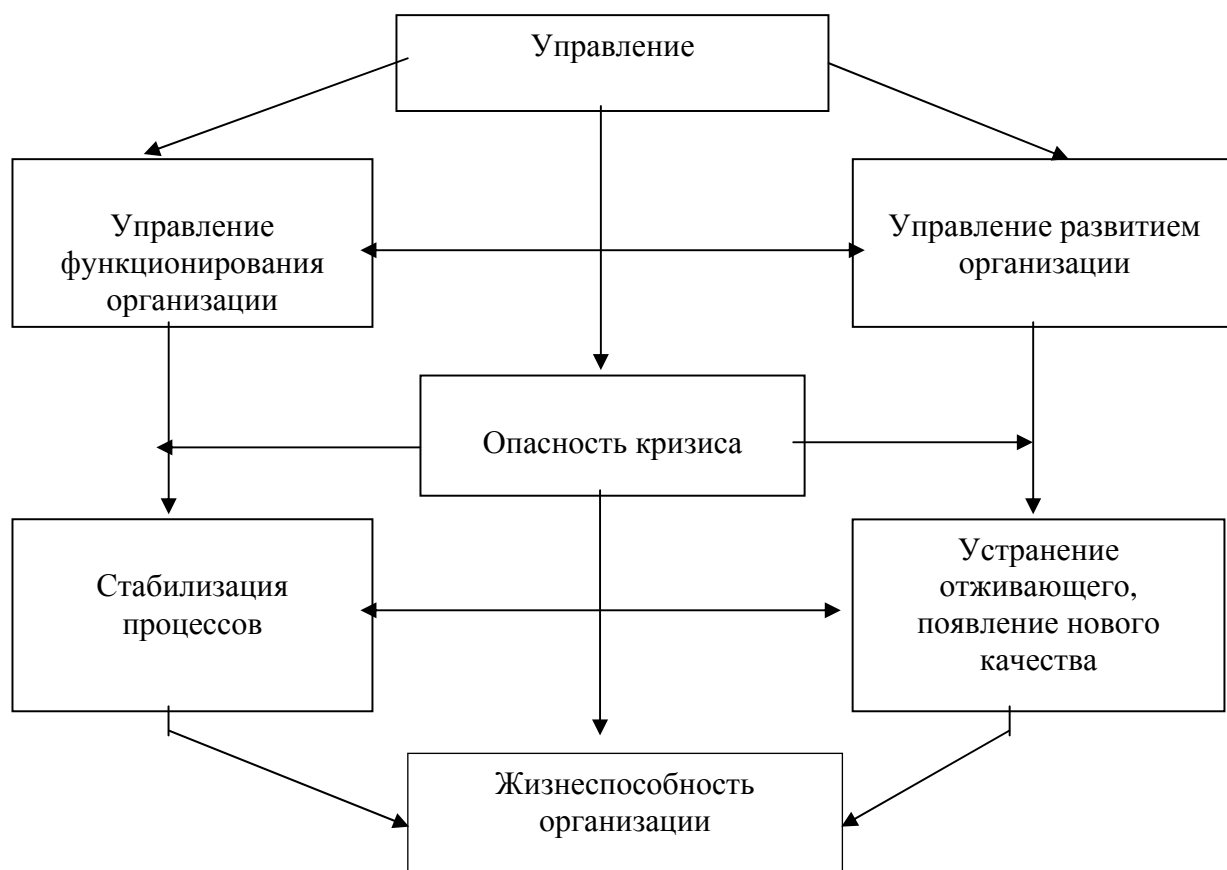 Управление
Управление
функционирования
организации
Управление развитием
организации
Опасность кризиса
Стабилизация
процессов
Устранение
отживающего,
появление нового
качества
Жизнеспособность
организации